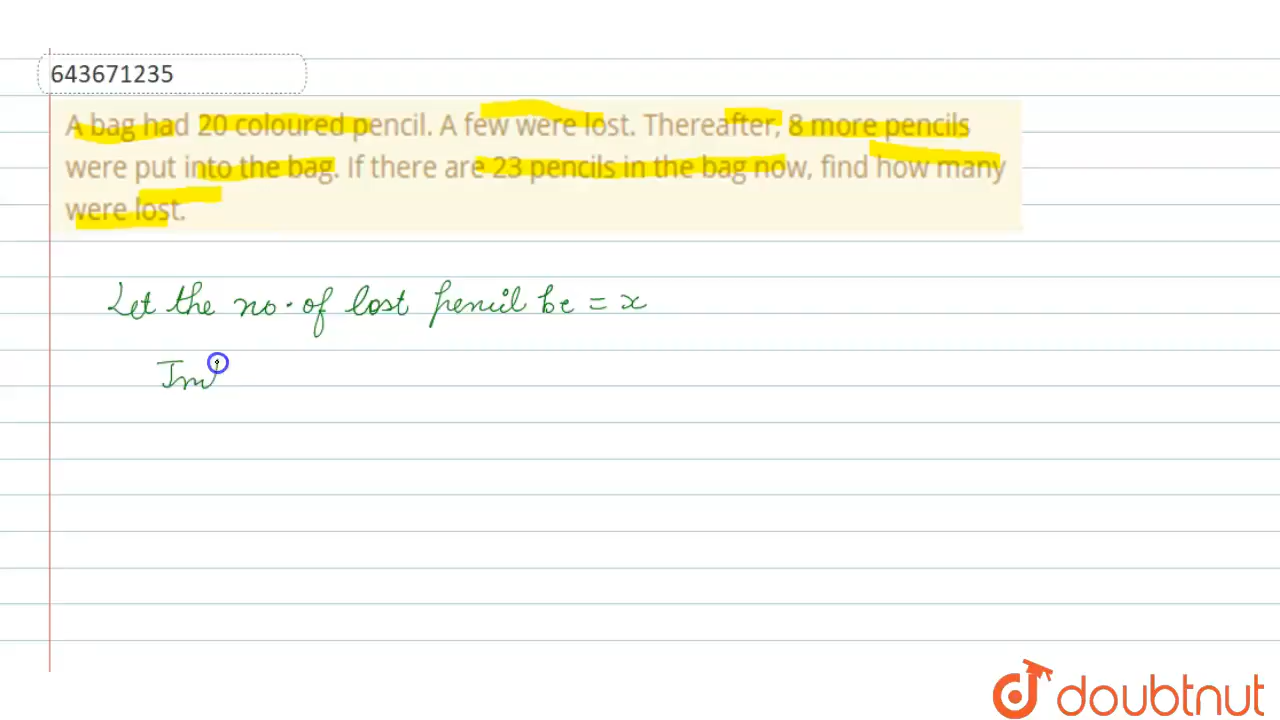 643671235
A bag had 20 coloured pencil. A few were lost. Thereafter, 8 more pencils
were put into the bag. If there are 23 pencils in the bag now, find how many
were lost.
Let the no. of lost pencil be = x
doubtnut